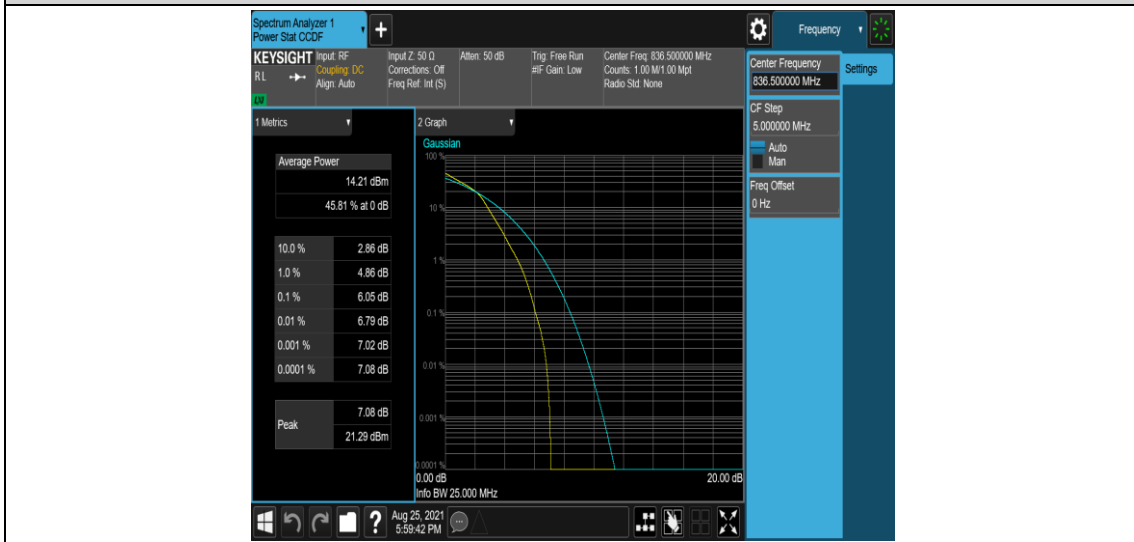 Spectrum Analyzer 1
Power Stat CCDF
Frequency
KEYSIGHT
RL
LXI
Input: RF
Coupling: DC
Align: Auto
Input Z: 50 Ω
Corrections: Off
Freq Ref: Int (S)
Atten: 50 dB
Trig: Free Run
#IF Gain: Low
Center Freq: 836.500000 MHz
Counts: 1.00 M/1.00 Mpt
Radio Std: None
Center Frequency
836.500000 MHz
Settings
CF Step
5.000000 MHz
Auto
Man
Freq Offset
0 Hz
1 Metrics
Average Power
14.21 dBm
45.81 % at 0 dB
10.0 % 2.86 dB
1.0 % 4.86 dB
0.1 % 6.05 dB
0.01 % 6.79 dB
0.001 % 7.02 dB
0.0001 % 7.08 dB
Peak
7.08 dB
21.29 dBm
2 Graph
Gaussian
100 %
10 %
1 %
0.1 %
0.01 %
0.001 %
0.0001 %
0.00 dB 20.00 dB
Info BW 25.000 MHz
Aug 25, 2021
5:59:42 PM